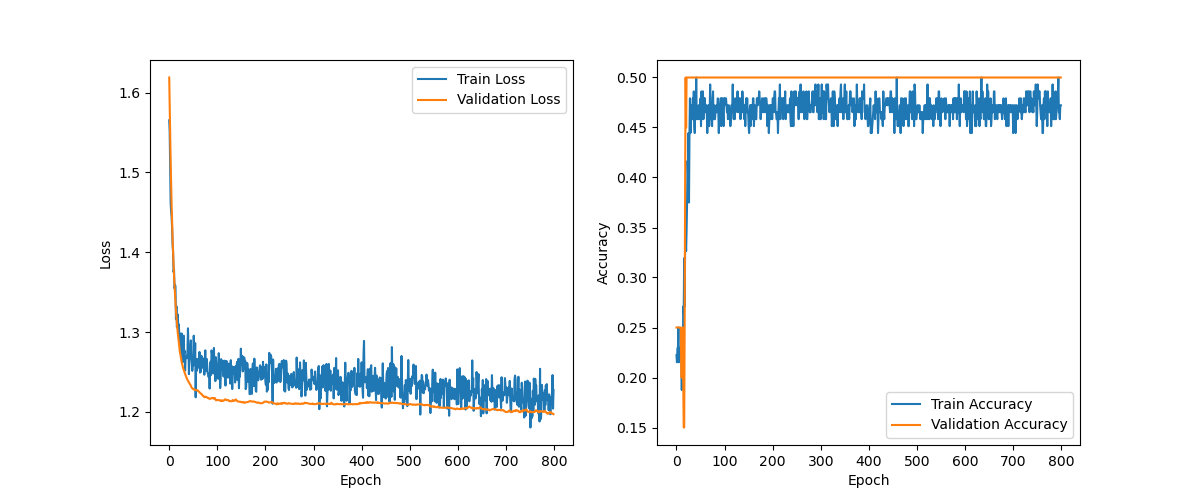 Train Loss
Validation Loss
1.6
1.5
1.4
1.3
1.2
Loss
0 100 200 300 400 500 600 700 800
Epoch
0.50
0.45
0.40
0.35
0.30
0.25
0.20
0.15
Accuracy
Train Accuracy
Validation Accuracy
0 100 200 300 400 500 600 700 800
Epoch